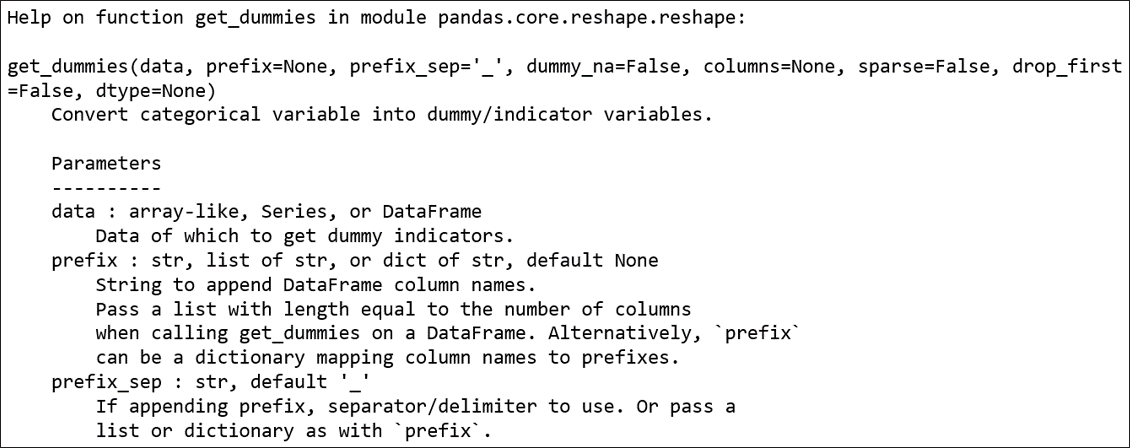 Help on function get_dummies in module pandas.core.reshape.reshape:

get_dummies(data, prefix=None, prefix_sep='_', dummy_na=False, columns=None, sparse=False, drop_first
=False, dtype=None)
    Convert categorical variable into dummy/indicator variables.

    Parameters
    ----------
    data : array-like, Series, or DataFrame
        Data of which to get dummy indicators.
    prefix : str, list of str, or dict of str, default None
        String to append DataFrame column names.
        Pass a list with length equal to the number of columns
        when calling get_dummies on a DataFrame. Alternatively, `prefix`
        can be a dictionary mapping column names to prefixes.
    prefix_sep : str, default '_'
        If appending prefix, separator/delimiter to use. Or pass a
        list or dictionary as with `prefix`.